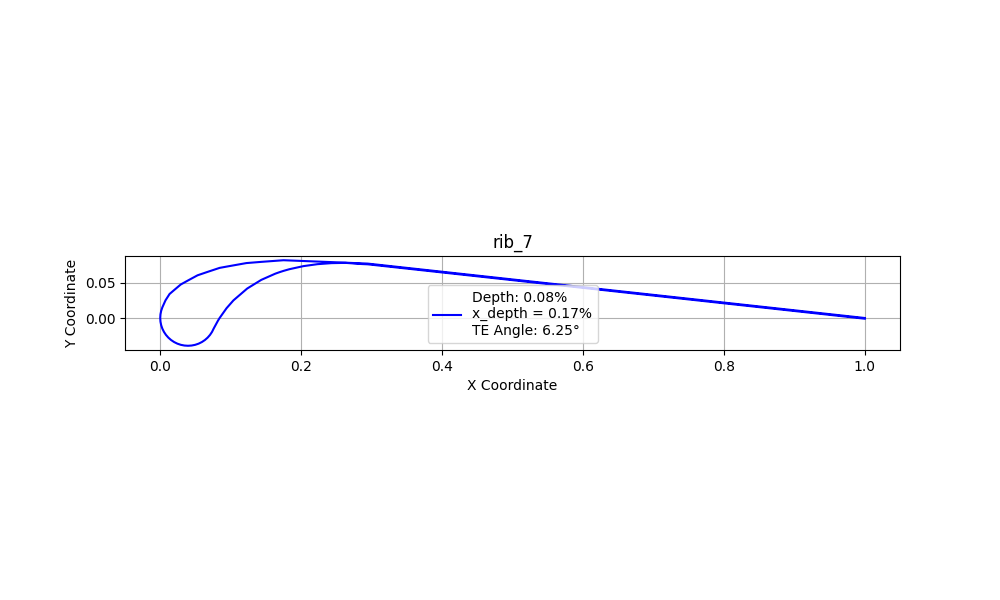 rib_7
Y Coordinate
0.05
0.00
Depth: 0.08%
x_depth = 0.17%
TE Angle: 6.25°
0.0 0.2 0.4 0.6 0.8 1.0
X Coordinate